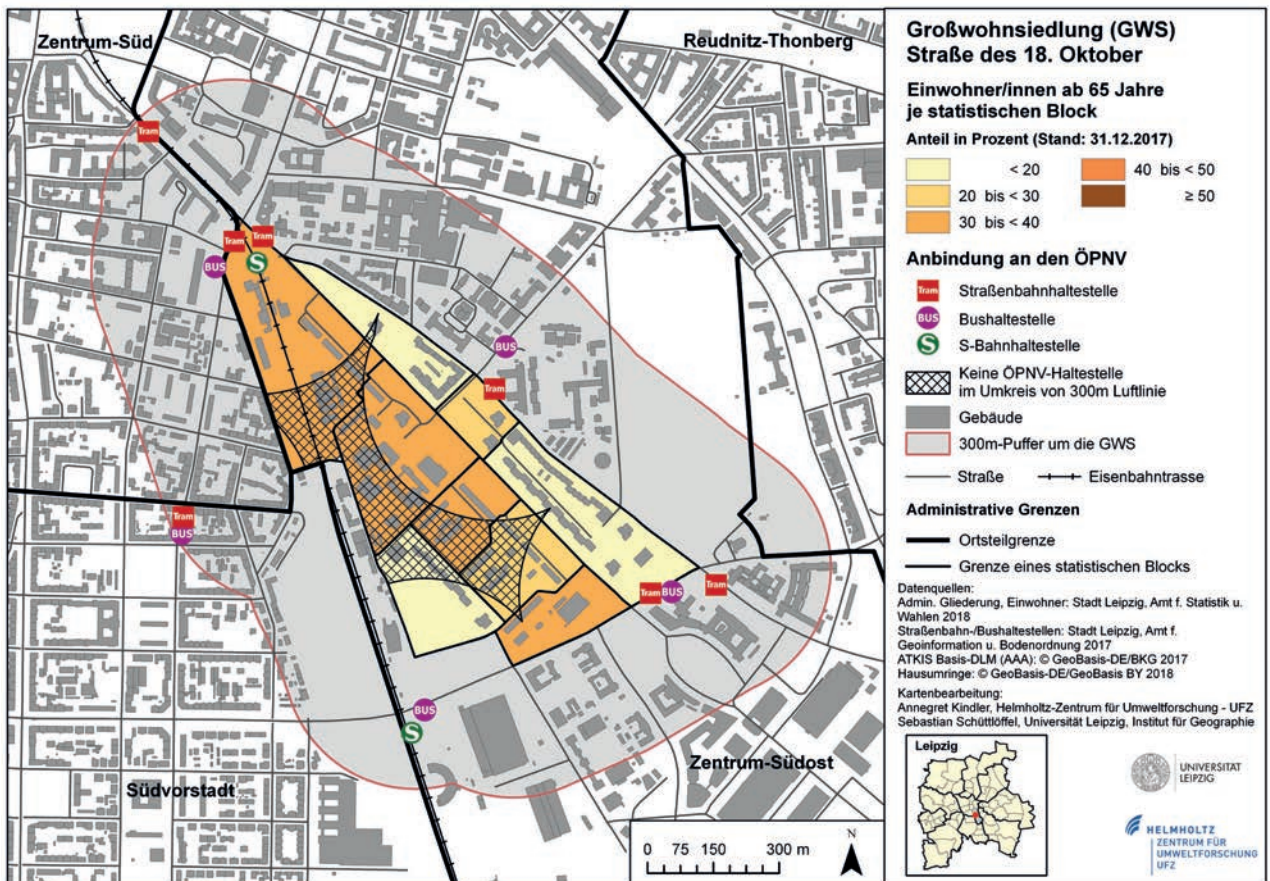 Zentrum-Süd
Reudnitz-Thonberg
Tram
Tram
Tram
BUS
S
BUS
Tram
Tram
BUS
Tram
BUS
Tram
BUS
S
Südvorstadt
Zentrum-Südost
0 75 150 300 m
N
Großwohnsiedlung (GWS)
Straße des 18. Oktober
Einwohner/innen ab 65 Jahre
je statistischen Block
Anteil in Prozent (Stand: 31.12.2017)
< 20
40 bis < 50
20 bis < 30
≥ 50
30 bis < 40
Anbindung an den ÖPNV
Tram Straßenbahnhaltestelle
BUS Bushaltestelle
S S-Bahnhaltestelle
Keine ÖPNV-Haltestelle
im Umkreis von 300m Luftlinie
Gebäude
300m-Puffer um die GWS
Straße Eisenbahntrasse
Administrative Grenzen
Ortsteilgrenze
Grenze eines statistischen Blocks
Datenquellen:
Admin. Gliederung, Einwohner: Stadt Leipzig, Amt f. Statistik u.
Wahlen 2018
Straßenbahn-/Bushaltestellen: Stadt Leipzig, Amt f.
Geoinformation u. Bodenordnung 2017
ATKIS Basis-DLM (AAA): © GeoBasis-DE/BKG 2017
Hausumringe: © GeoBasis-DE/GeoBasis BY 2018
Kartenbearbeitung:
Annegret Kindler, Helmholtz-Zentrum für Umweltforschung - UFZ
Sebastian Schüttlöffel, Universität Leipzig, Institut für Geographie
Leipzig
UNIVERSITÄT
LEIPZIG
HELMHOLTZ
ZENTRUM FÜR
UMWELTFORSCHUNG
UFZ